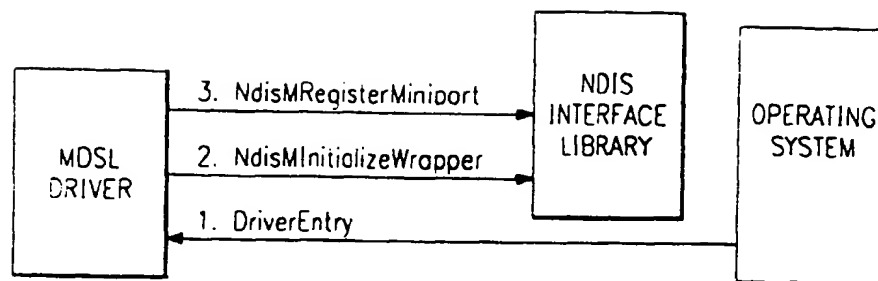 MDSL
DRIVER
3. NdisMRegisterMiniport
2. NdisMInitializeWrapper
1. DriverEntry
NDIS
INTERFACE
LIBRARY
OPERATING
SYSTEM